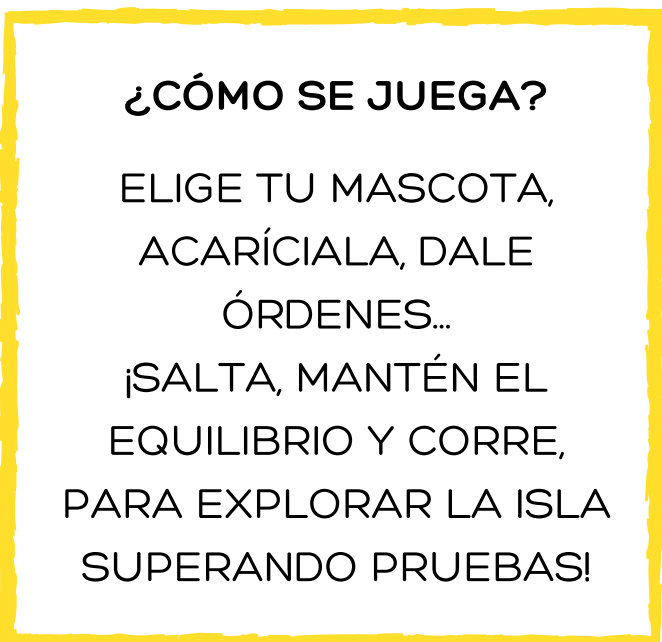 ¿CÓMO SE JUEGA?
ELIGE TU MASCOTA,
ACARÍCIALA, DALE
ÓRDENES...
¡SALTA, MANTÉN EL
EQUILIBRIO Y CORRE,
PARA EXPLORAR LA ISLA
SUPERANDO PRUEBAS!